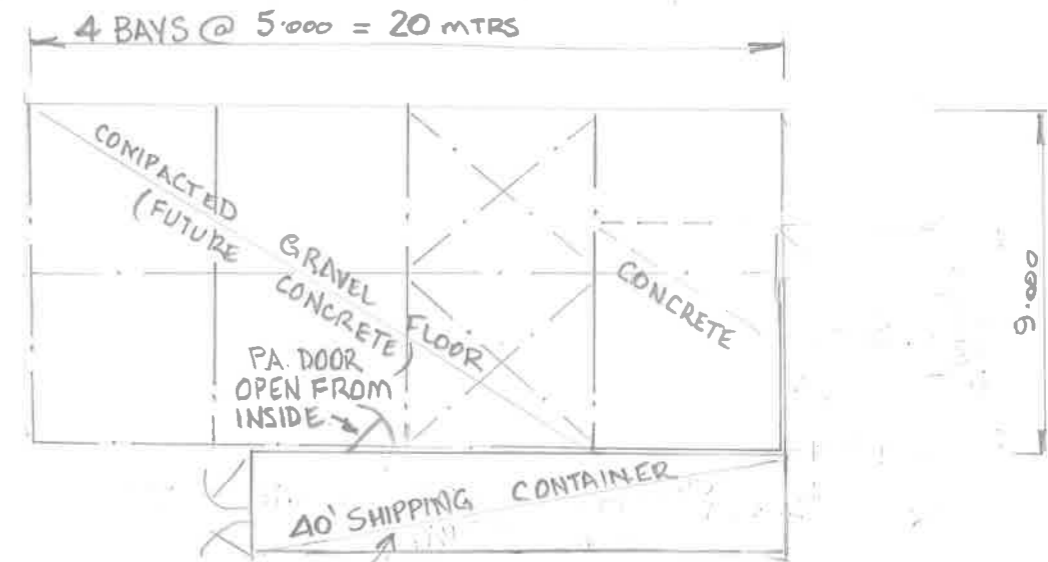 4 BAYS @ 5.000 = 20 MTRS
COMPACTED GRAVEL FLOOR
(FUTURE CONCRETE)
CONCRETE
9.000
P.A. DOOR
OPEN FROM
INSIDE
40' SHIPPING CONTAINER